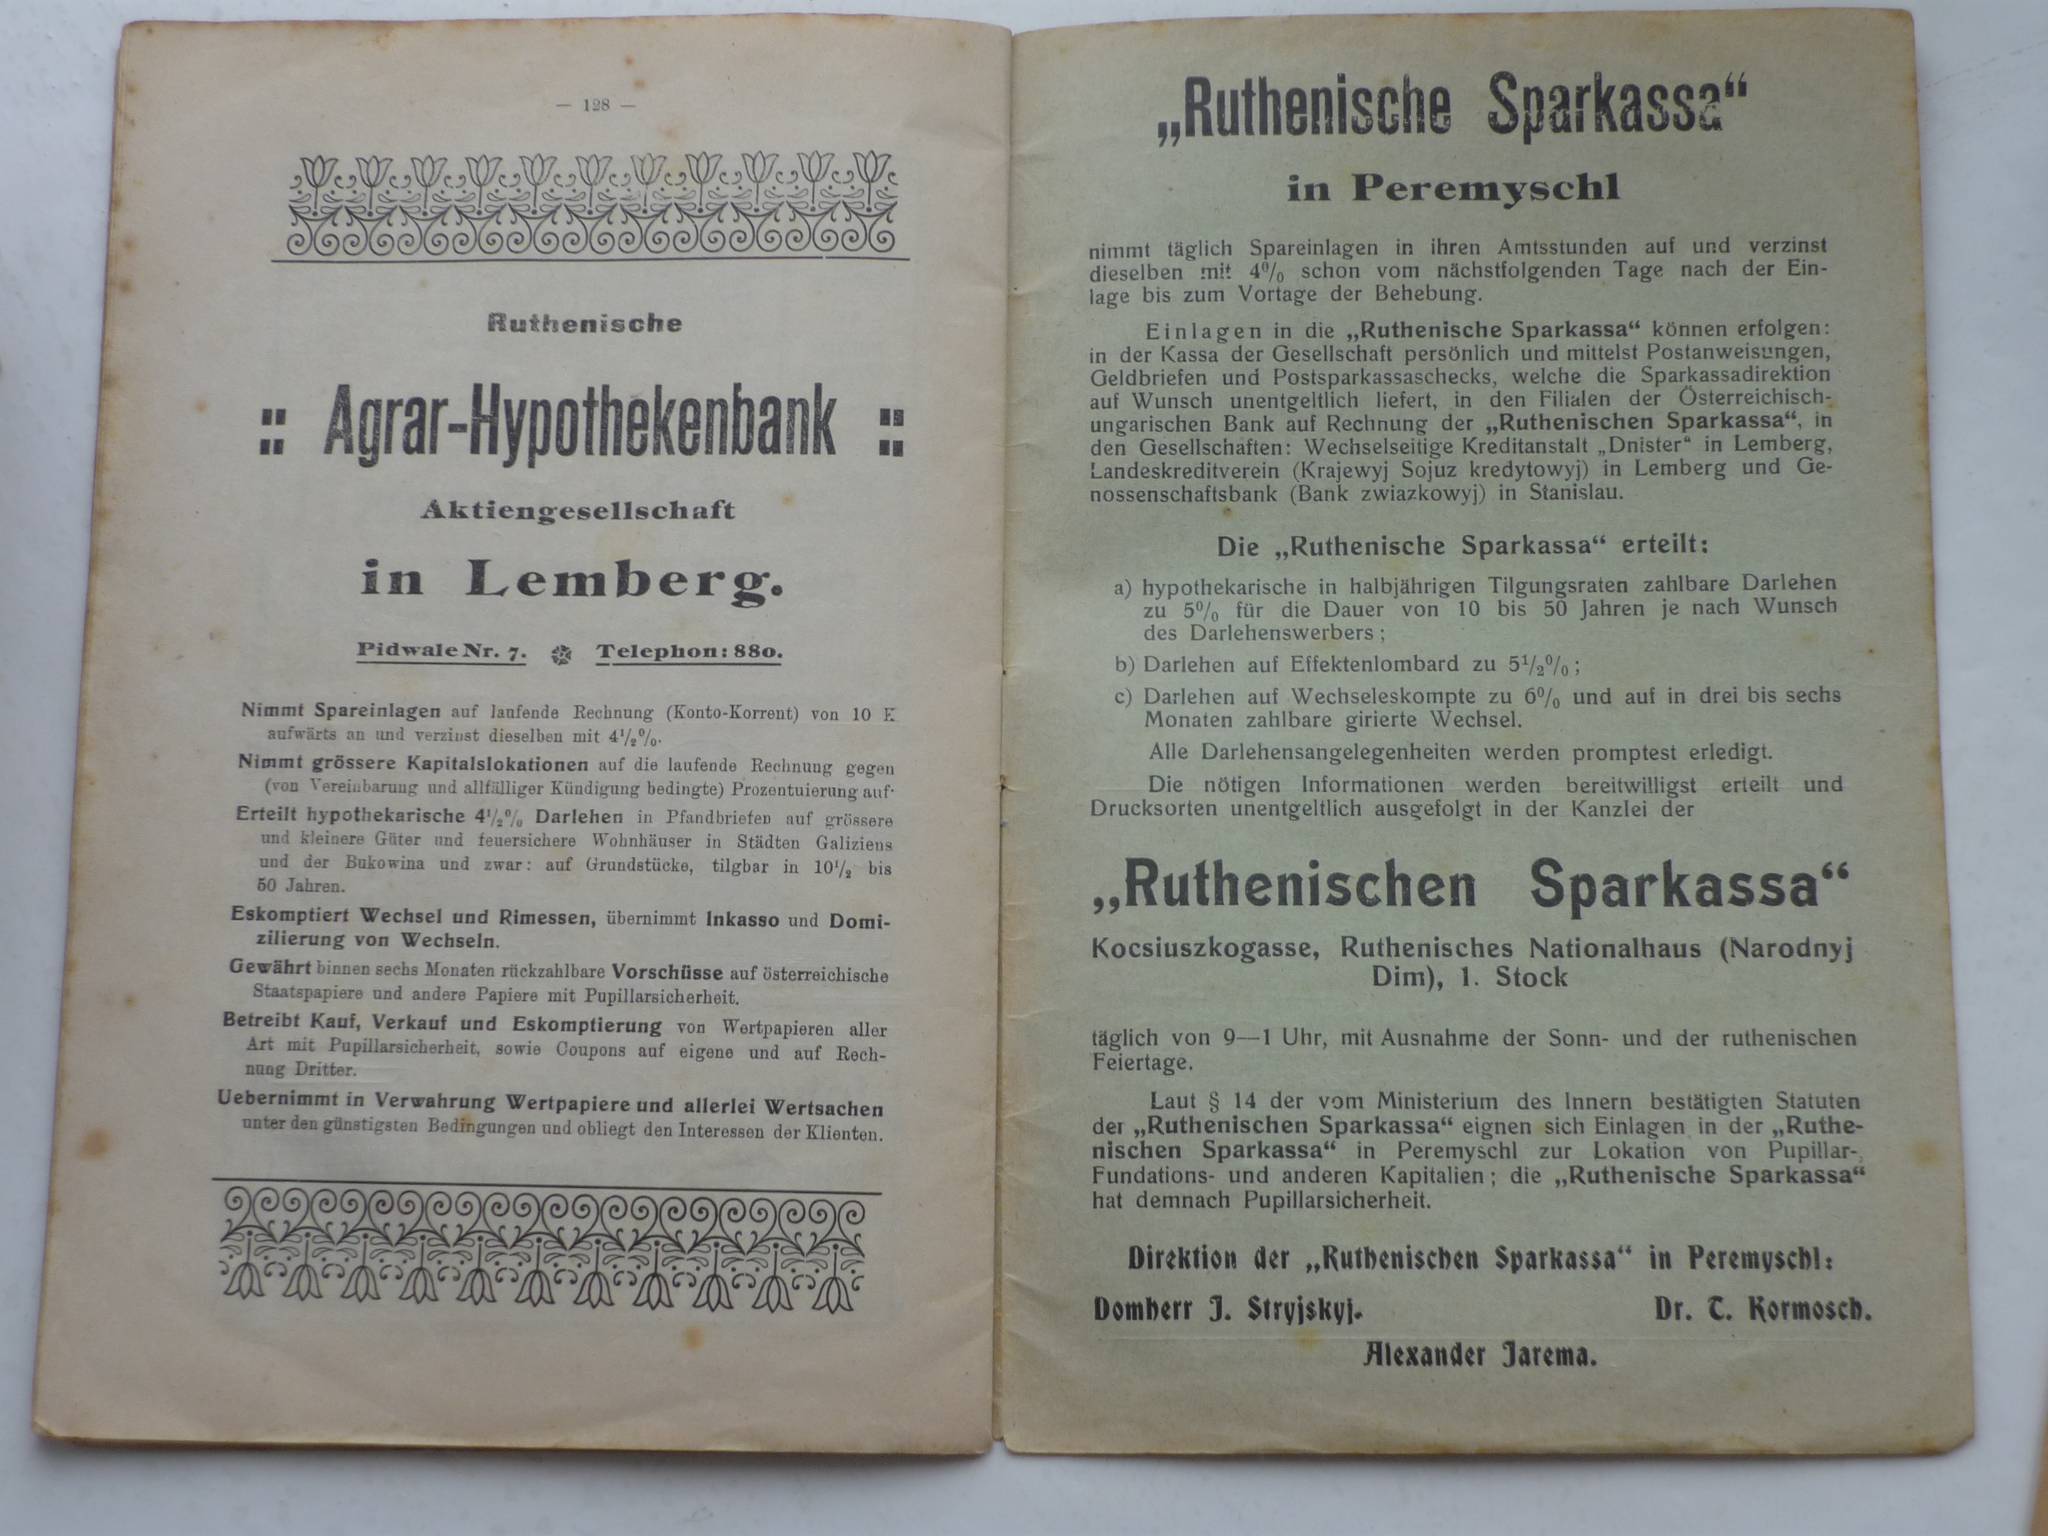 — 128 —
Ruthenische
:: Agrar-Hypothekenbank ::
Aktiengesellschaft
in Lemberg.
Pidwale Nr. 7. Telephon: 880.
Nimmt Spareinlagen auf laufende Rechnung (Konto-Korrent) von 10 K
aufwärts an und verzinst dieselben mit 4½%.
Nimmt grössere Kapitalslokationen auf die laufende Rechnung gegen
(von Vereinbarung und allfälliger Kündigung bedingte) Prozentuierung auf.
Erteilt hypothekarische 4½% Darlehen in Pfandbriefen auf grössere
und kleinere Güter und feuersichere Wohnhäuser in Städten Galiziens
und der Bukowina und zwar: auf Grundstücke, tilgbar in 10½ bis
50 Jahren.
Eskomptiert Wechsel und Rimessen, übernimmt Inkasso und Domi-
zilierung von Wechseln.
Gewährt binnen sechs Monaten rückzahlbare Vorschüsse auf österreichische
Staatspapiere und andere Papiere mit Pupillarsicherheit.
Betreibt Kauf, Verkauf und Eskomptierung von Wertpapieren aller
Art mit Pupillarsicherheit, sowie Coupons auf eigene und auf Rech-
nung Dritter.
Uebernimmt in Verwahrung Wertpapiere und allerlei Wertsachen
unter den günstigsten Bedingungen und obliegt den Interessen der Klienten.
„Ruthenische Sparkassa“
in Peremyschl
nimmt täglich Spareinlagen in ihren Amtsstunden auf und verzinst
dieselben mit 4% schon vom nächstfolgenden Tage nach der Ein-
lage bis zum Vortage der Behebung.
Einlagen in die „Ruthenische Sparkassa“ können erfolgen:
in der Kassa der Gesellschaft persönlich und mittelst Postanweisungen,
Geldbriefen und Postsparkassaschecks, welche die Sparkassadirektion
auf Wunsch unentgeltlich liefert, in den Filialen der Österreichisch-
ungarischen Bank auf Rechnung der „Ruthenischen Sparkassa“, in
den Gesellschaften: Wechselseitige Kreditanstalt „Dnister“ in Lemberg,
Landeskreditverein (Krajewyj Sojuz kredytowyj) in Lemberg und Ge-
nossenschaftsbank (Bank zwiazkowyj) in Stanislau.
Die „Ruthenische Sparkassa“ erteilt:
a) hypothekarische in halbjährigen Tilgungsraten zahlbare Darlehen
zu 5% für die Dauer von 10 bis 50 Jahren je nach Wunsch
des Darlehenswerbers;
b) Darlehen auf Effektenlombard zu 5½%;
c) Darlehen auf Wechseleskompte zu 6% und auf in drei bis sechs
Monaten zahlbare girierte Wechsel.
Alle Darlehensangelegenheiten werden promptest erledigt.
Die nötigen Informationen werden bereitwilligst erteilt und
Drucksorten unentgeltlich ausgefolgt in der Kanzlei der
„Ruthenischen Sparkassa“
Kocsiuszkogasse, Ruthenisches Nationalhaus (Narodnyj
Dim), 1. Stock
täglich von 9—1 Uhr, mit Ausnahme der Sonn- und der ruthenischen
Feiertage.
Laut § 14 der vom Ministerium des Innern bestätigten Statuten
der „Ruthenischen Sparkassa“ eignen sich Einlagen in der „Ruthe-
nischen Sparkassa“ in Peremyschl zur Lokation von Pupillar-,
Fundations- und anderen Kapitalien; die „Ruthenische Sparkassa“
hat demnach Pupillarsicherheit.
Direktion der „Ruthenischen Sparkassa“ in Peremyschl:
Domherr J. Stryjskyj. Dr. T. Kormosch.
Alexander Jarema.